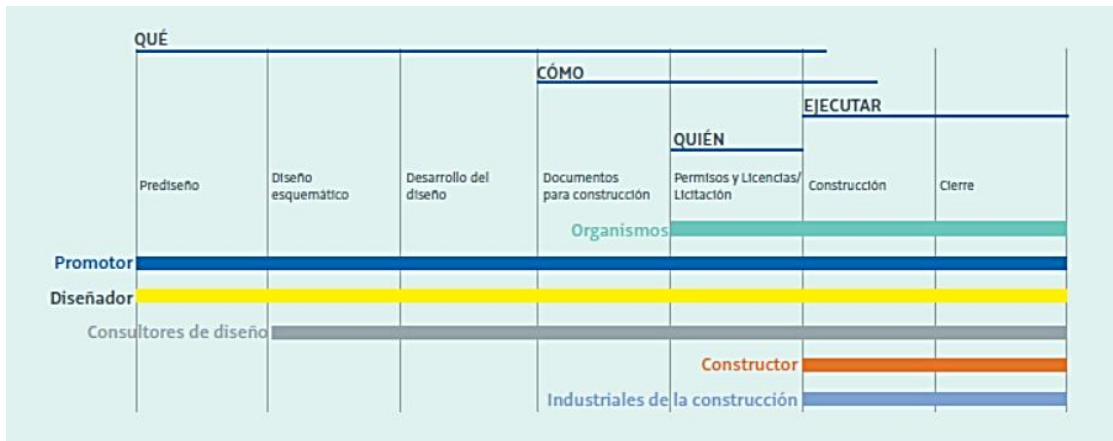 QUÉ
CÓMO
EJECUTAR
QUIÉN
Prediseño
Diseño
esquemático
Desarrollo del
diseño
Documentos
para construcción
Permisos y Licencias/
Licitación
Construcción
Cierre
Organismos
Promotor
Diseñador
Consultores de diseño
Constructor
Industriales de la construcción